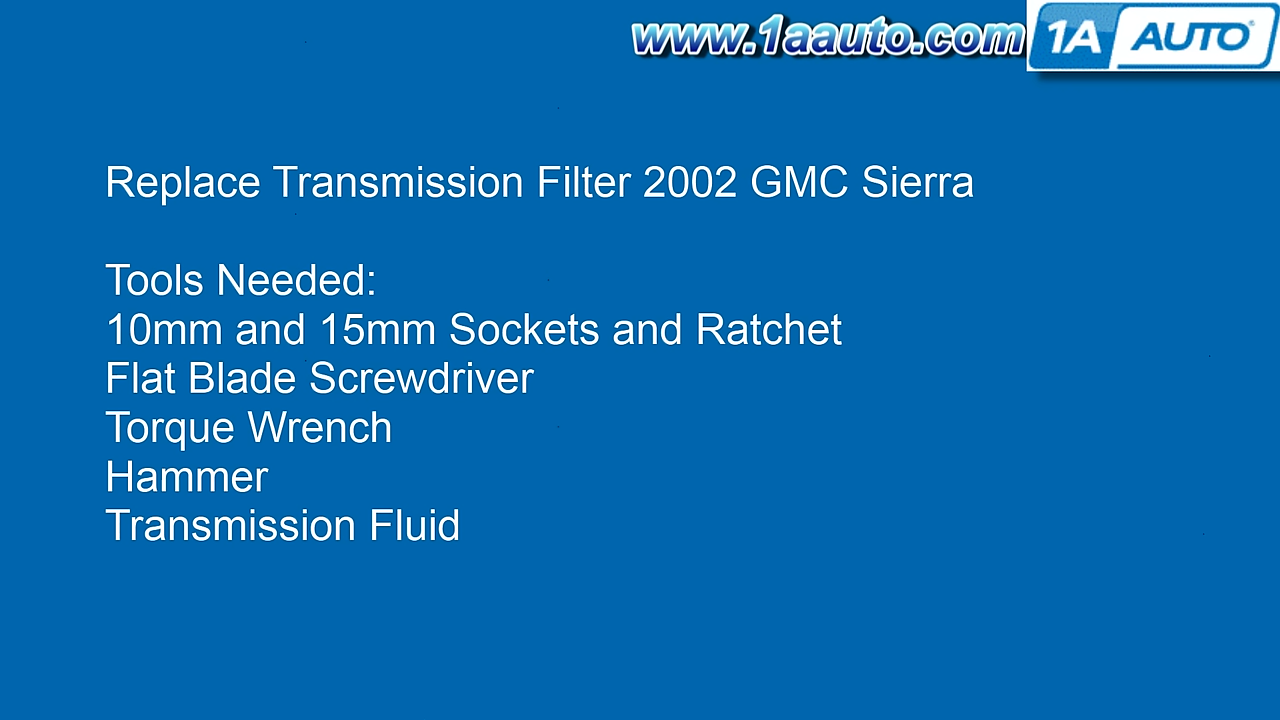 www.1aauto.com 1A AUTO
Replace Transmission Filter 2002 GMC Sierra
Tools Needed:
10mm and 15mm Sockets and Ratchet
Flat Blade Screwdriver
Torque Wrench
Hammer
Transmission Fluid